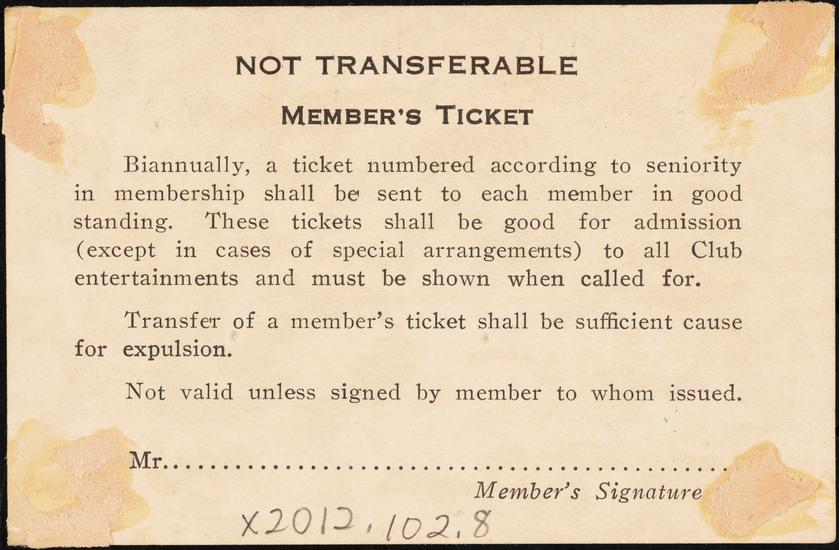 NOT TRANSFERABLE
MEMBER'S TICKET
Biannually, a ticket numbered according to seniority
in membership shall be sent to each member in good
standing. These tickets shall be good for admission
(except in cases of special arrangements) to all Club
entertainments and must be shown when called for.
Transfer of a member's ticket shall be sufficient cause
for expulsion.
Not valid unless signed by member to whom issued.
Mr.................................................
Member's Signature
X2012.102.8